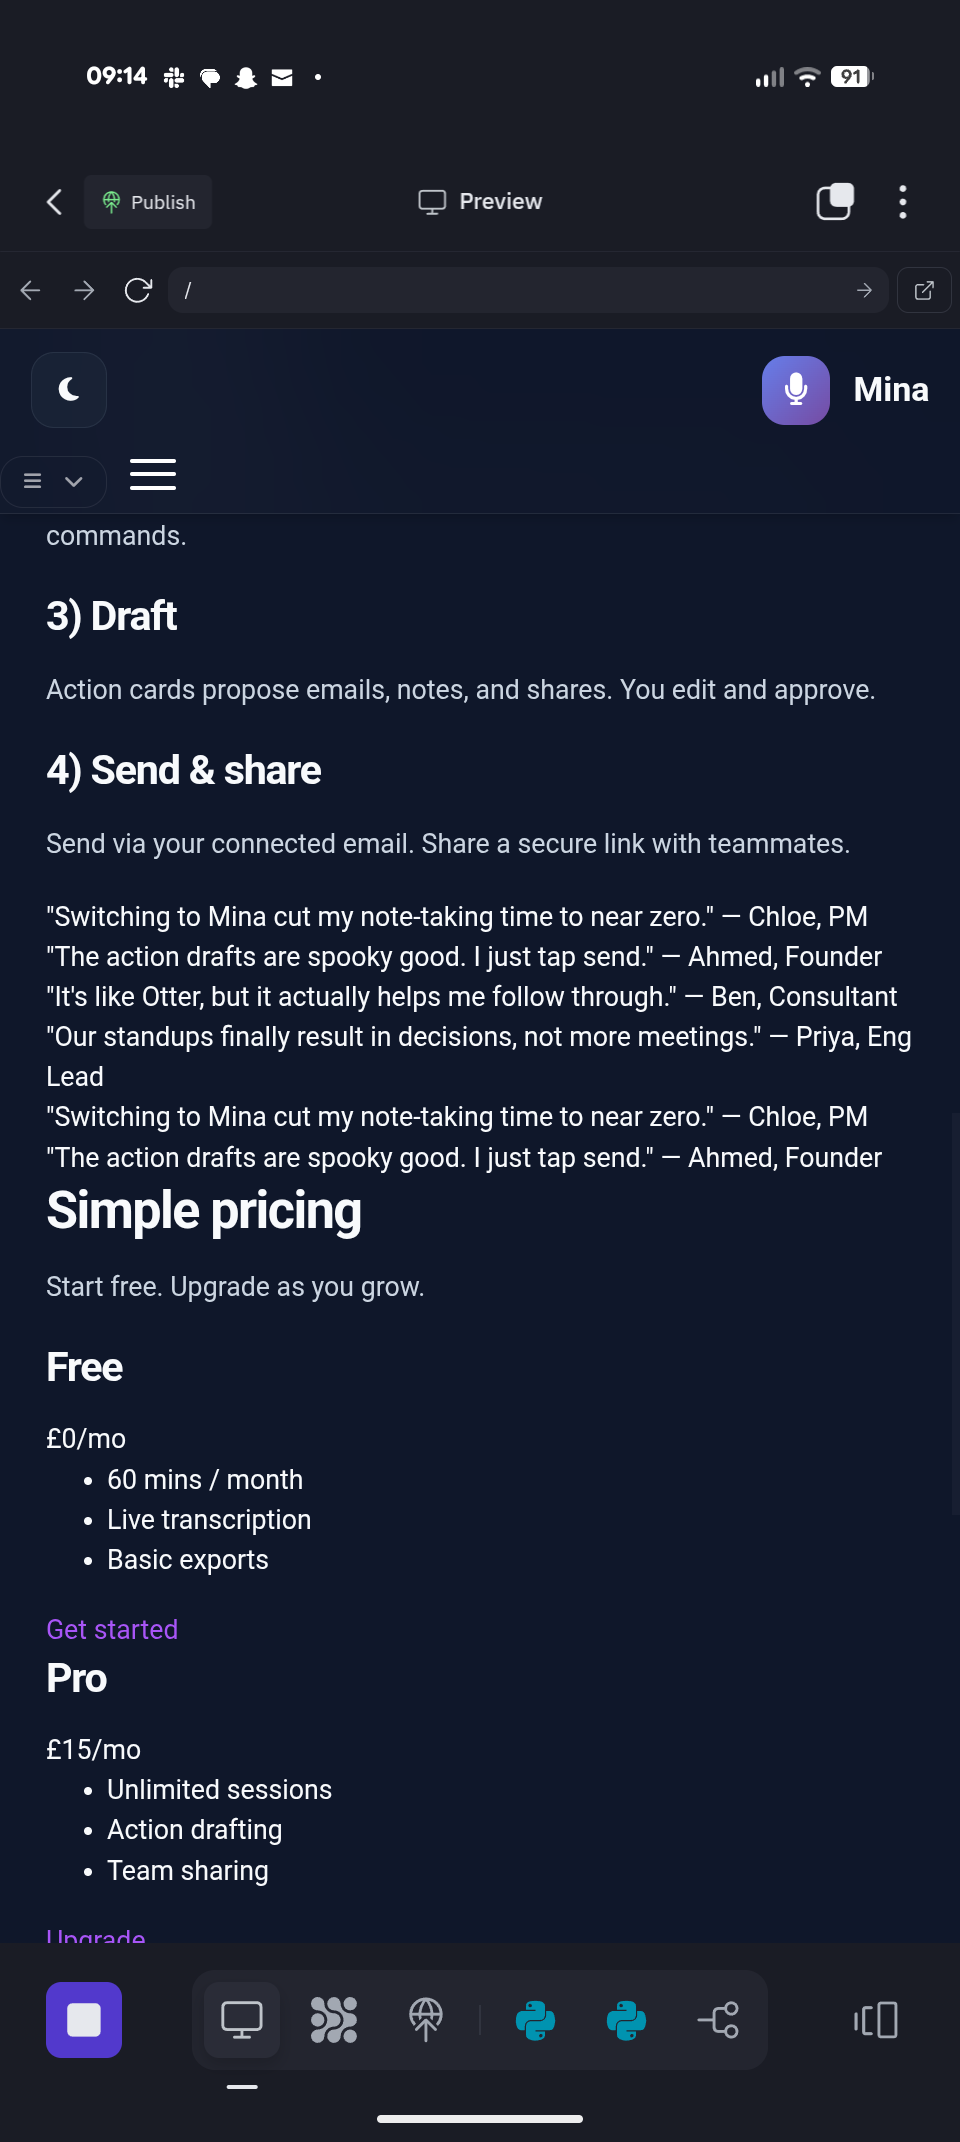 09:14
91
Publish
Preview
/
Mina
commands.
3) Draft
Action cards propose emails, notes, and shares. You edit and approve.
4) Send & share
Send via your connected email. Share a secure link with teammates.
"Switching to Mina cut my note-taking time to near zero." — Chloe, PM
"The action drafts are spooky good. I just tap send." — Ahmed, Founder
"It's like Otter, but it actually helps me follow through." — Ben, Consultant
"Our standups finally result in decisions, not more meetings." — Priya, Eng
Lead
"Switching to Mina cut my note-taking time to near zero." — Chloe, PM
"The action drafts are spooky good. I just tap send." — Ahmed, Founder
Simple pricing
Start free. Upgrade as you grow.
Free
£0/mo
• 60 mins / month
• Live transcription
• Basic exports
Get started
Pro
£15/mo
• Unlimited sessions
• Action drafting
• Team sharing
Upgrade